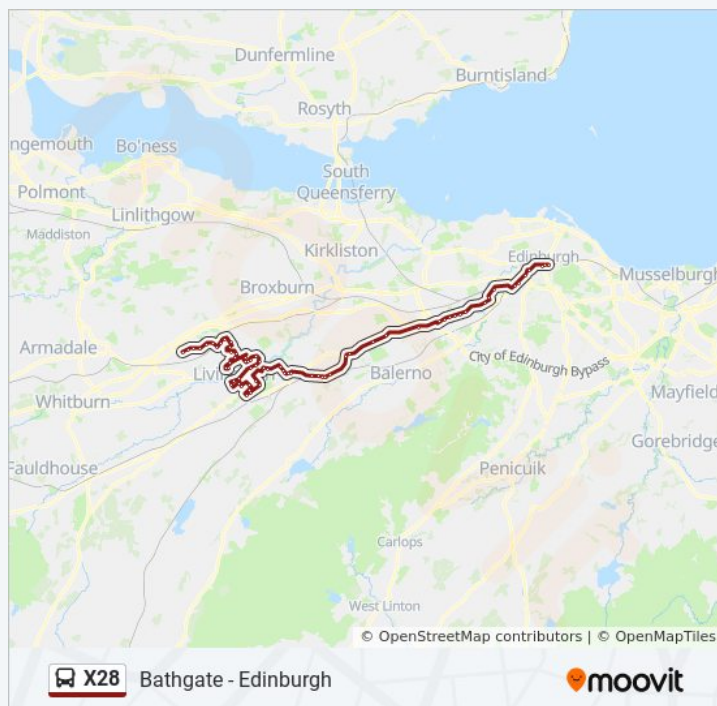 Dunfermline
Burntisland
Rosyth
ngemouth
Bo'ness
South
Queensferry
Polmont
Linlithgow
Maddiston
Kirkliston
Edinburgh
Musselburgh
Broxburn
Armadale
City of Edinburgh Bypass
Livin
Balerno
Whitburn
Mayfield
Fauldhouse
Gorebridge
Penicuik
Carlops
West Linton
© OpenStreetMap contributors | © OpenMapTiles
X28 Bathgate - Edinburgh
moovit